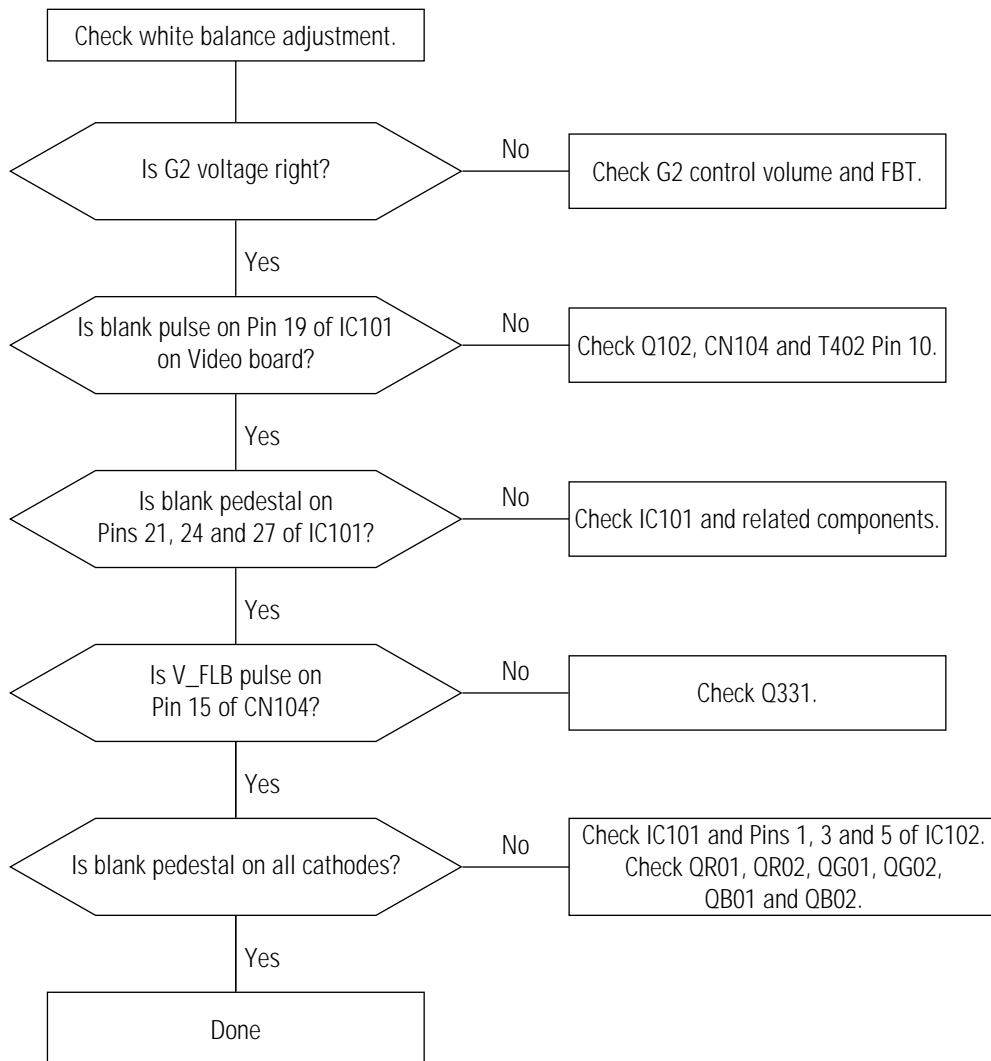 Check white balance adjustment.
Is G2 voltage right?
No
Check G2 control volume and FBT.
Yes
Is blank pulse on Pin 19 of IC101
on Video board?
No
Check Q102, CN104 and T402 Pin 10.
Yes
Is blank pedestal on
Pins 21, 24 and 27 of IC101?
No
Check IC101 and related components.
Yes
Is V_FLB pulse on
Pin 15 of CN104?
No
Check Q331.
Yes
Is blank pedestal on all cathodes?
No
Check IC101 and Pins 1, 3 and 5 of IC102.
Check QR01, QR02, QG01, QG02,
QB01 and QB02.
Yes
Done